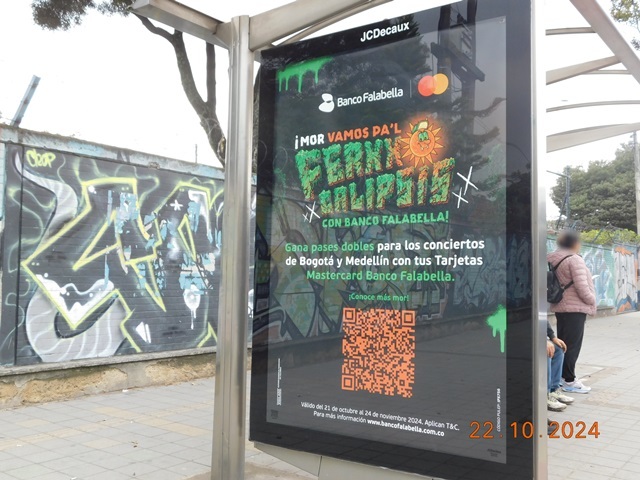 JCDecaux
Banco Falabella
¡MOR VAMOS PA'L
FERXXO
CALIPSIS
CON BANCO FALABELLA!
Gana pases dobles para los conciertos
de Bogotá y Medellín con tus Tarjetas
Mastercard Banco Falabella.
¡Conoce más mor!
Válido del 21 de octubre al 24 de noviembre 2024. Aplican T&C.
Para más información www.bancofalabella.com.co
22 10 2024